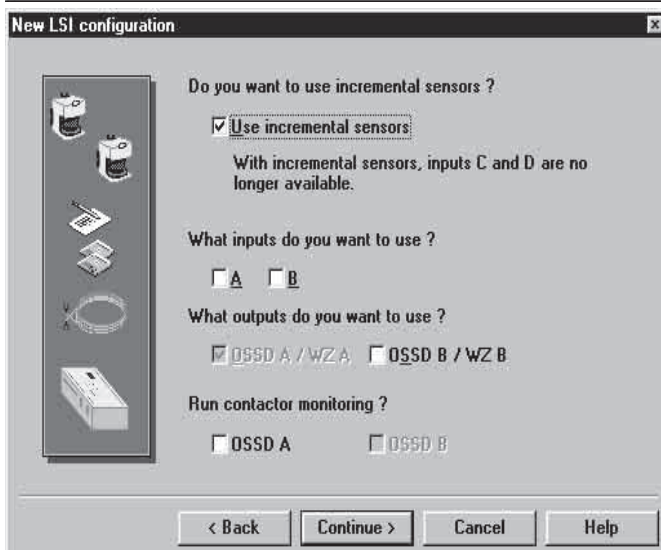 New LSI configuration
Do you want to use incremental sensors ?
Use incremental sensors
With incremental sensors, inputs C and D are no
longer available.
What inputs do you want to use ?
A B
What outputs do you want to use ?
OSSD A / WZ A OSSD B / WZ B
Run contactor monitoring ?
OSSD A OSSD B
< Back Continue > Cancel Help